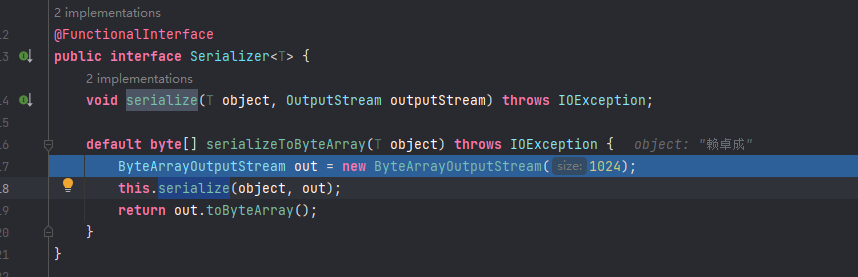 2 implementations
12 @FunctionalInterface
13 public interface Serializer<T> {
2 implementations
14 void serialize(T object, OutputStream outputStream) throws IOException;
15
16 default byte[] serializeToByteArray(T object) throws IOException { object: "赖卓成"
17 ByteArrayOutputStream out = new ByteArrayOutputStream( size: 1024);
18 this.serialize(object, out);
19 return out.toByteArray();
20 }
21 }